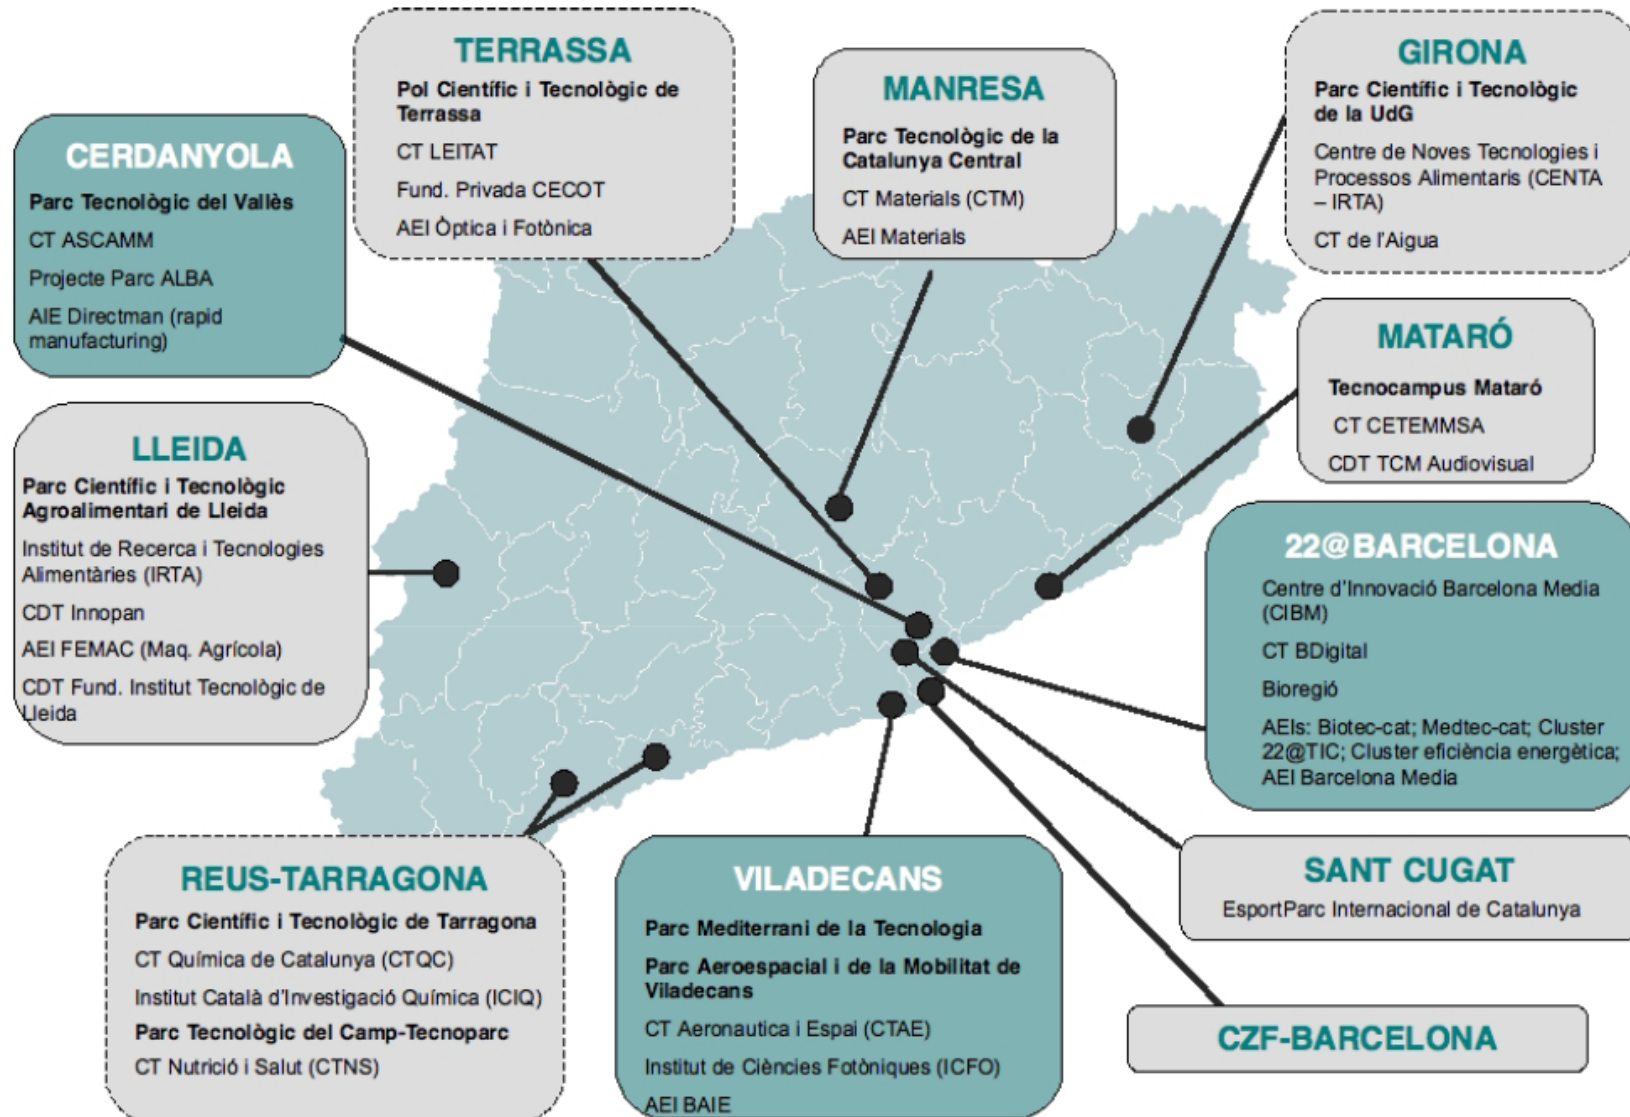 TERRASSA
Pol Científic i Tecnològic de
Terrassa
CT LEITAT
Fund. Privada CECOT
AEI Òptica i Fotònica
MANRESA
Parc Tecnològic de la
Catalunya Central
CT Materials (CTM)
AEI Materials
GIRONA
Parc Científic i Tecnològic
de la UdG
Centre de Noves Tecnologies i
Processos Alimentaris (CENTA
– IRTA)
CT de l'Aigua
CERDANYOLA
Parc Tecnològic del Vallès
CT ASCAMM
Projecte Parc ALBA
AIE Directman (rapid
manufacturing)
MATARÓ
Tecnocampus Mataró
CT CETEMMSA
CDT TCM Audiovisual
LLEIDA
Parc Científic i Tecnològic
Agroalimentari de Lleida
Institut de Recerca i Tecnologies
Alimentàries (IRTA)
CDT Innopan
AEI FEMAC (Maq. Agrícola)
CDT Fund. Institut Tecnològic de
Lleida
22@BARCELONA
Centre d'Innovació Barcelona Media
(CIBM)
CT BDigital
Bioregió
AEIs: Biotec-cat; Medtec-cat; Cluster
22@TIC; Cluster eficiència energètica;
AEI Barcelona Media
REUS-TARRAGONA
Parc Científic i Tecnològic de Tarragona
CT Química de Catalunya (CTQC)
Institut Català d'Investigació Química (ICIQ)
Parc Tecnològic del Camp-Tecnoparc
CT Nutrició i Salut (CTNS)
VILADECANS
Parc Mediterrani de la Tecnologia
Parc Aeroespacial i de la Mobilitat de
Viladecans
CT Aeronautica i Espai (CTAE)
Institut de Ciències Fotòniques (ICFO)
AEI BAIE
SANT CUGAT
EsportParc Internacional de Catalunya
CZF-BARCELONA